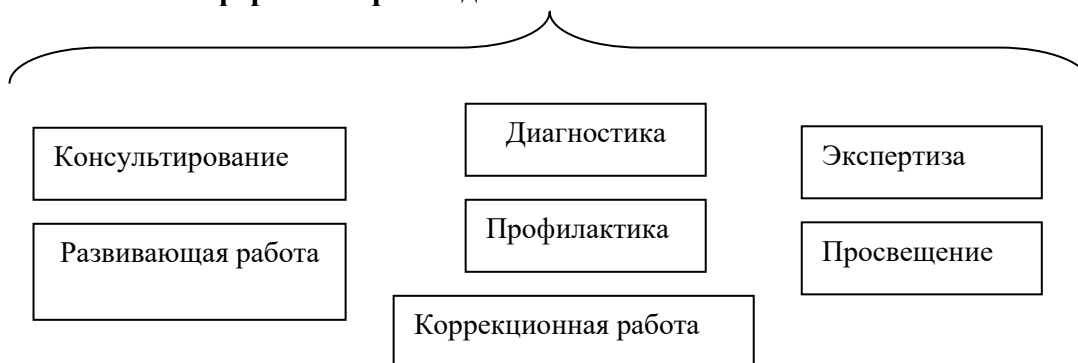 Консультирование
Диагностика
Экспертиза
Развивающая работа
Профилактика
Просвещение
Коррекционная работа